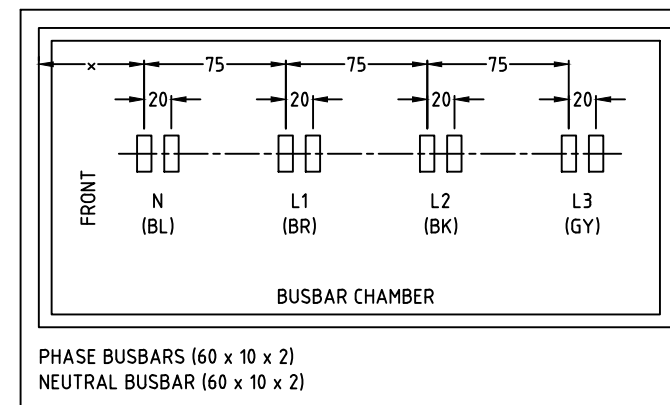 x 75 75 75
20 20 20 20
FRONT
N L1 L2 L3
(BL) (BR) (BK) (GY)
BUSBAR CHAMBER
PHASE BUSBARS (60 x 10 x 2)
NEUTRAL BUSBAR (60 x 10 x 2)